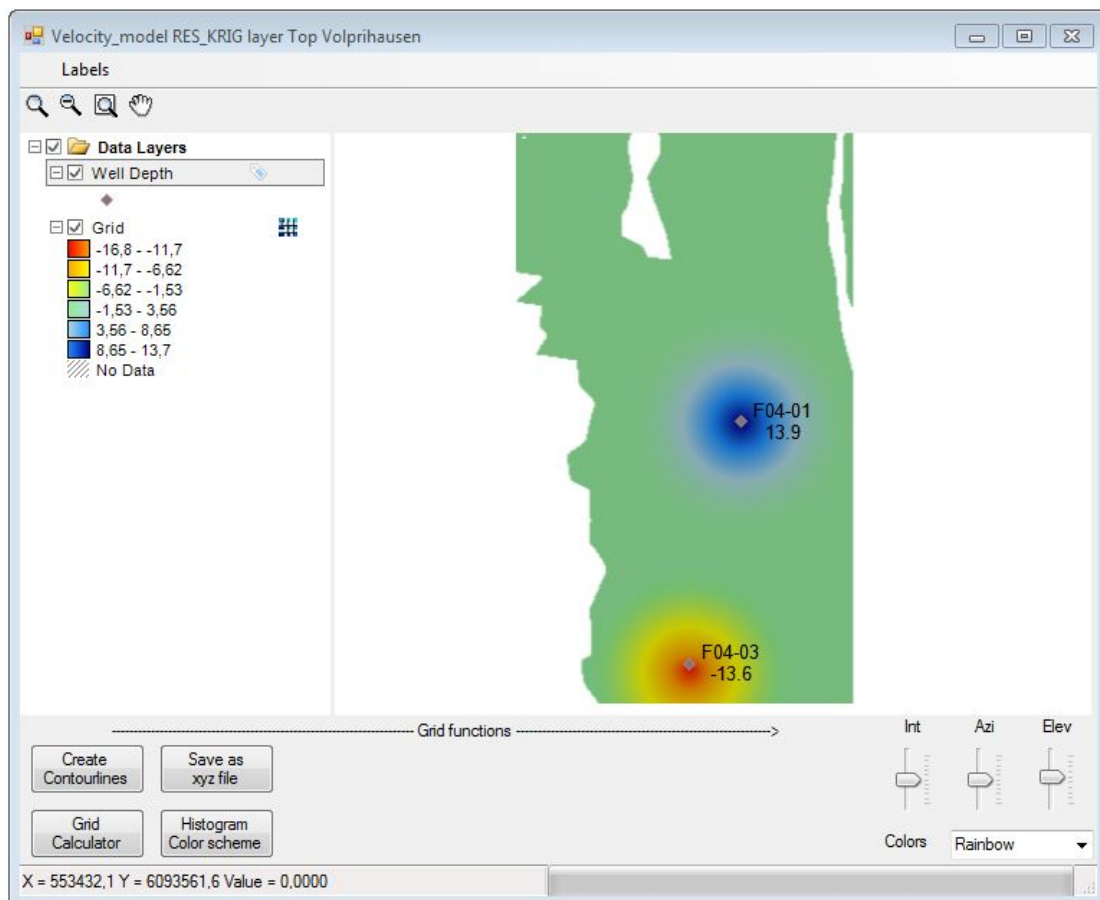 Velocity_model RES_KRIG layer Top Volprihausen
Labels
Data Layers
Well Depth
Grid
-16,8 - -11,7
-11,7 - -6,62
-6,62 - -1,53
-1,53 - 3,56
3,56 - 8,65
8,65 - 13,7
No Data
F04-01
13.9
F04-03
-13.6
Grid functions
Int
Azi
Elev
Create
Contourlines
Save as
xyz file
Grid
Calculator
Histogram
Color scheme
Colors
Rainbow
X = 553432,1 Y = 6093561,6 Value = 0,0000